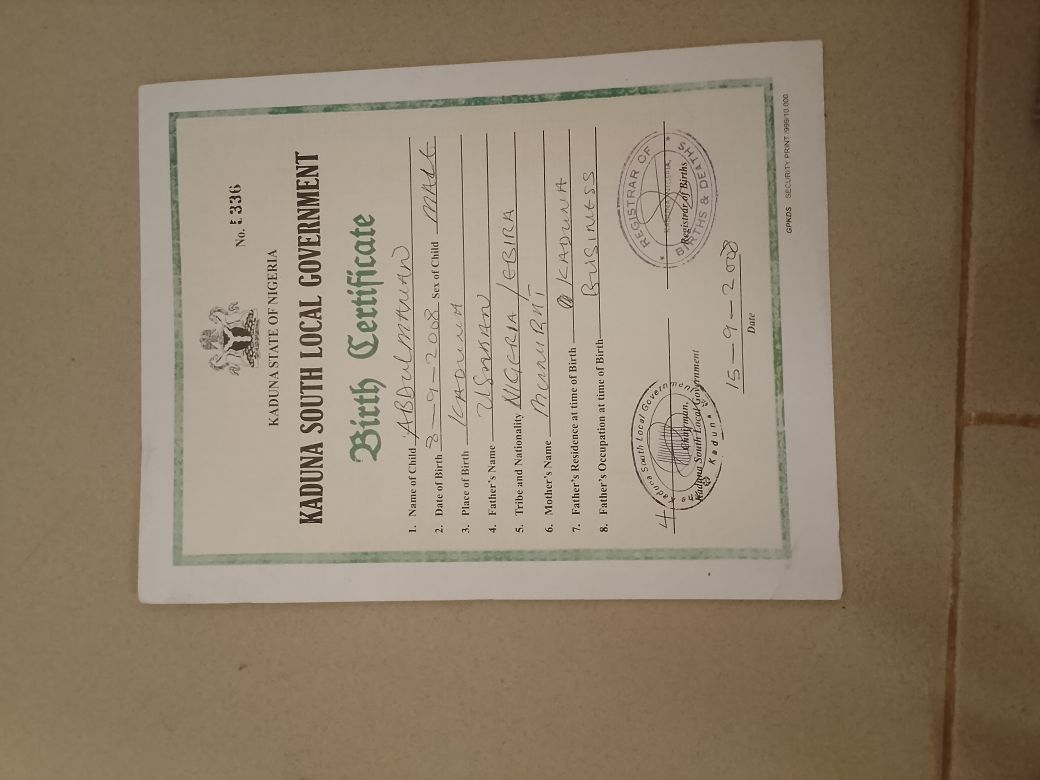 No. 5336
KADUNA STATE OF NIGERIA
KADUNA SOUTH LOCAL GOVERNMENT
Birth Certificate
1. Name of Child ABDULMANAN
2. Date of Birth 8-9-2008 Sex of Child MALE
3. Place of Birth KADUNA
4. Father's Name USMAN
5. Tribe and Nationality NIGERIA/EBIRA
6. Mother's Name
7. Father's Residence at time of Birth KADUNA
8. Father's Occupation at time of Birth BUSINESS
Kaduna South Local Government
Chairman,
Kaduna South Local Government
Kaduna
REGISTRAR OF
BIRTHS & DEATHS
Registrar of Births
15-9-2008
Date
GPKDS SECURITY PRINT /999/10,000